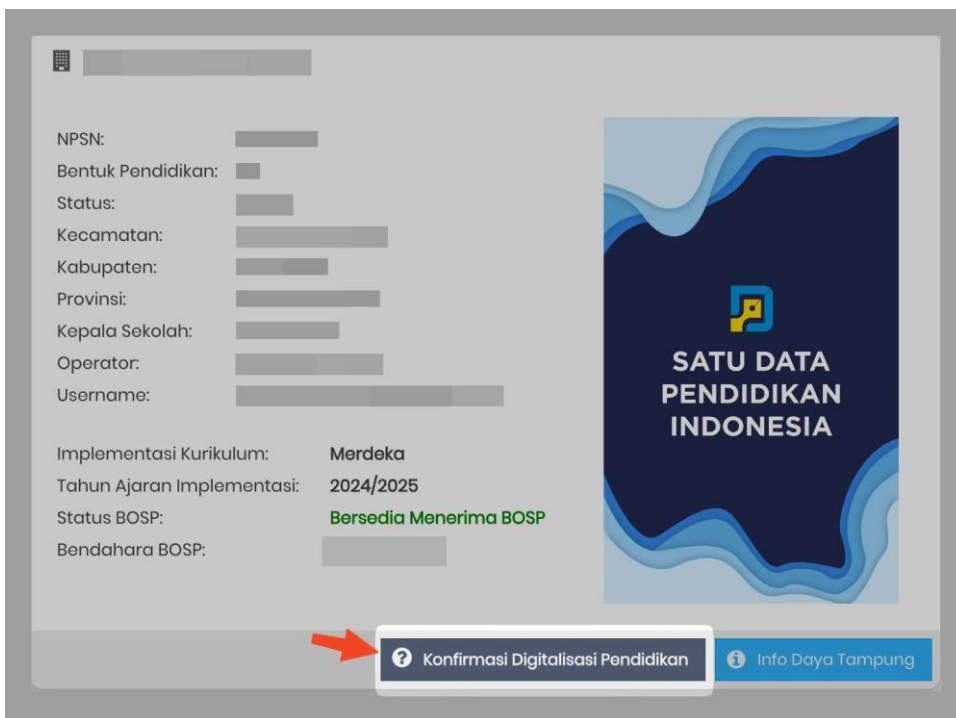 NPSN:
Bentuk Pendidikan:
Status:
Kecamatan:
Kabupaten:
Provinsi:
Kepala Sekolah:
Operator:
Username:
Implementasi Kurikulum: Merdeka
Tahun Ajaran Implementasi: 2024/2025
Status BOSP: Bersedia Menerima BOSP
Bendahara BOSP:
SATU DATA
PENDIDIKAN
INDONESIA
Konfirmasi Digitalisasi Pendidikan
Info Daya Tampung